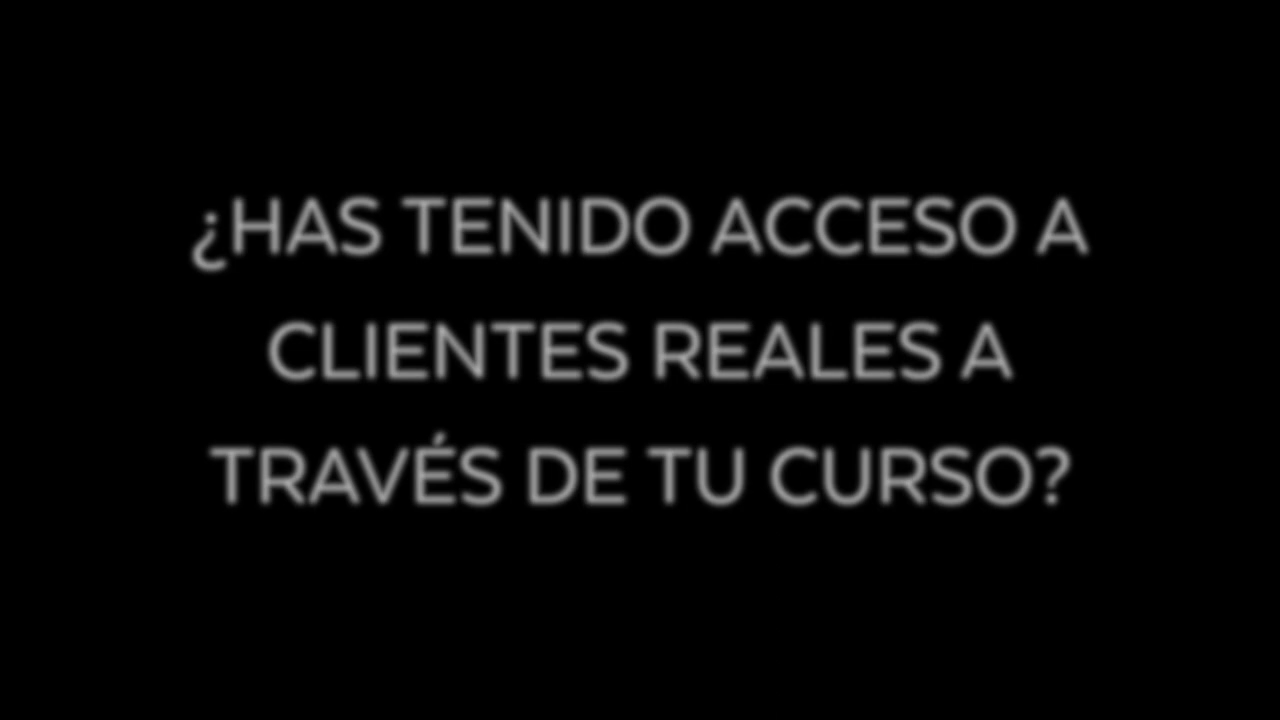 ¿HAS TENIDO ACCESO A
CLIENTES REALES A
TRAVÉS DE TU CURSO?